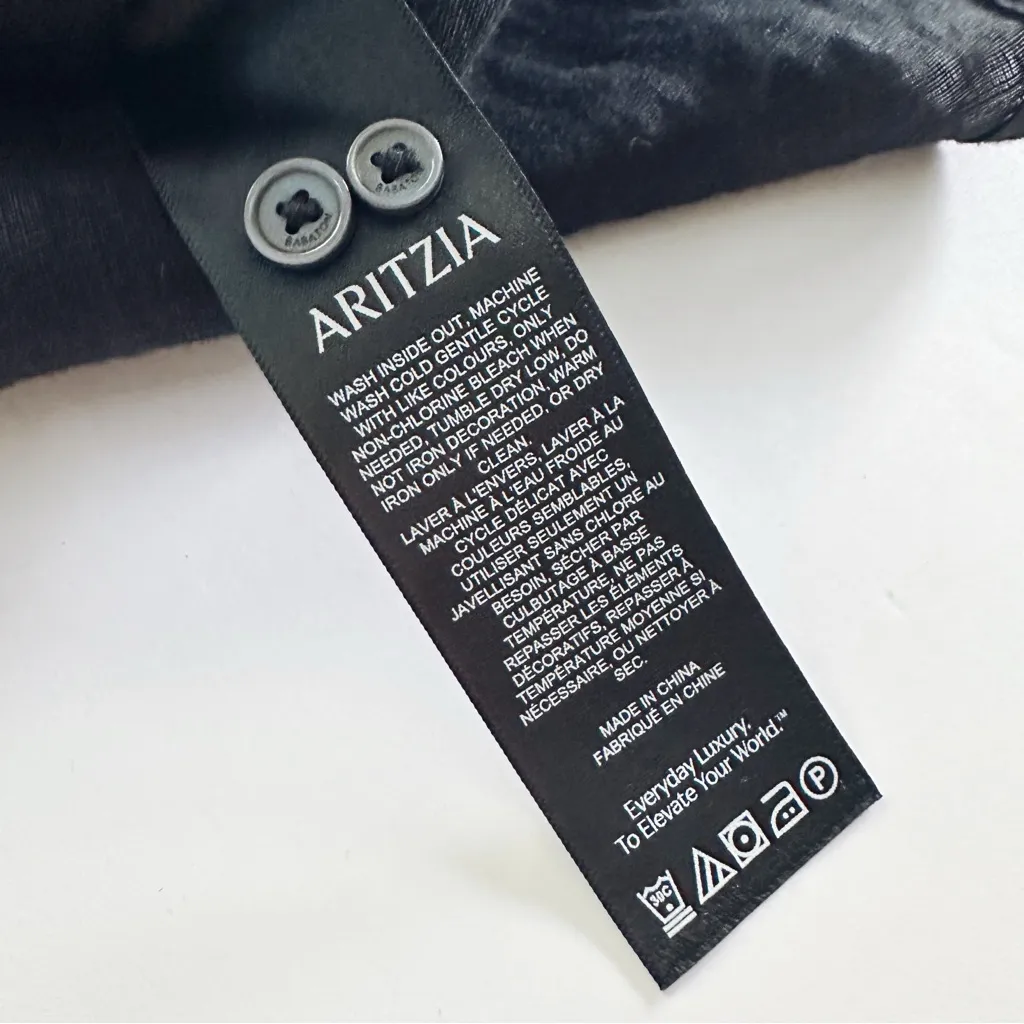 BABATON
BABATON
ARITZIA
WASH INSIDE OUT, MACHINE
WASH COLD GENTLE CYCLE
WITH LIKE COLOURS, ONLY
NON-CHLORINE BLEACH WHEN
NEEDED, TUMBLE DRY LOW, DO
NOT IRON DECORATION, WARM
IRON ONLY IF NEEDED, OR DRY
CLEAN.
LAVER À L'ENVERS, LAVER À LA
MACHINE À L'EAU FROIDE AU
CYCLE DÉLICAT AVEC
COULEURS SEMBLABLES,
UTILISER SEULEMENT UN
JAVELLISANT SANS CHLORE AU
BESOIN, SÉCHER PAR
CULBUTAGE À BASSE
TEMPÉRATURE, NE PAS
REPASSER LES ÉLÉMENTS
DÉCORATIFS, REPASSER À
TEMPÉRATURE MOYENNE SI
NÉCESSAIRE, OU NETTOYER À
SEC.
MADE IN CHINA
FABRIQUÉ EN CHINE
Everyday Luxury.
To Elevate Your World.™
30C P